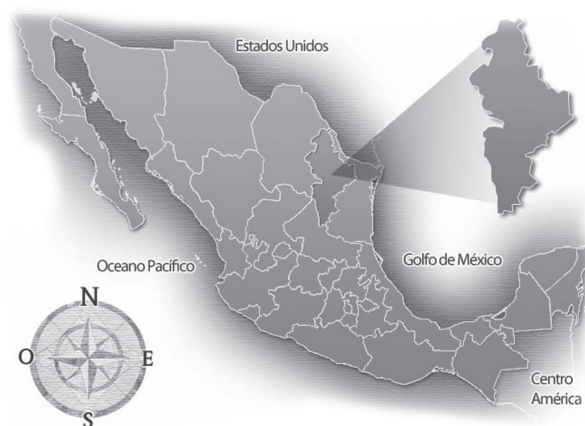 Estados Unidos
Golfo de México
Oceano Pacífico
N
O
E
S
Centro
América